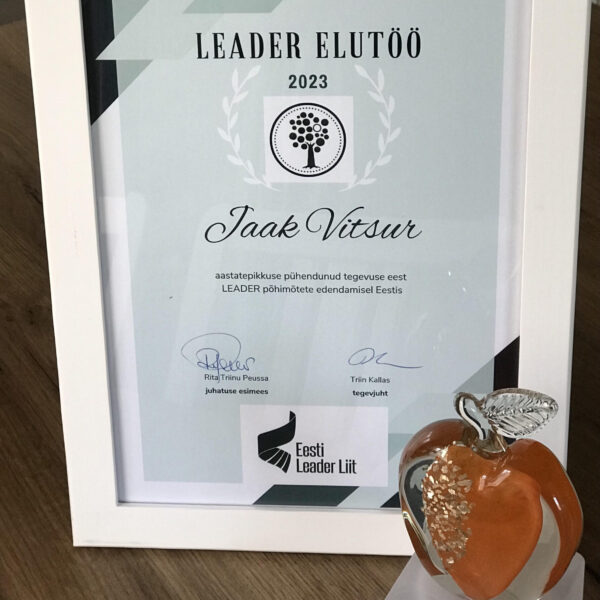 LEADER ELUTÖÖ
2023
Jaak Vitsur
aastatepikkuse pühendunud tegevuse eest
LEADER põhimõtete edendamisel Eestis
Rita Triinu Peussa
juhatuse esimees
Triin Kallas
tegevjuht
Eesti
Leader Liit